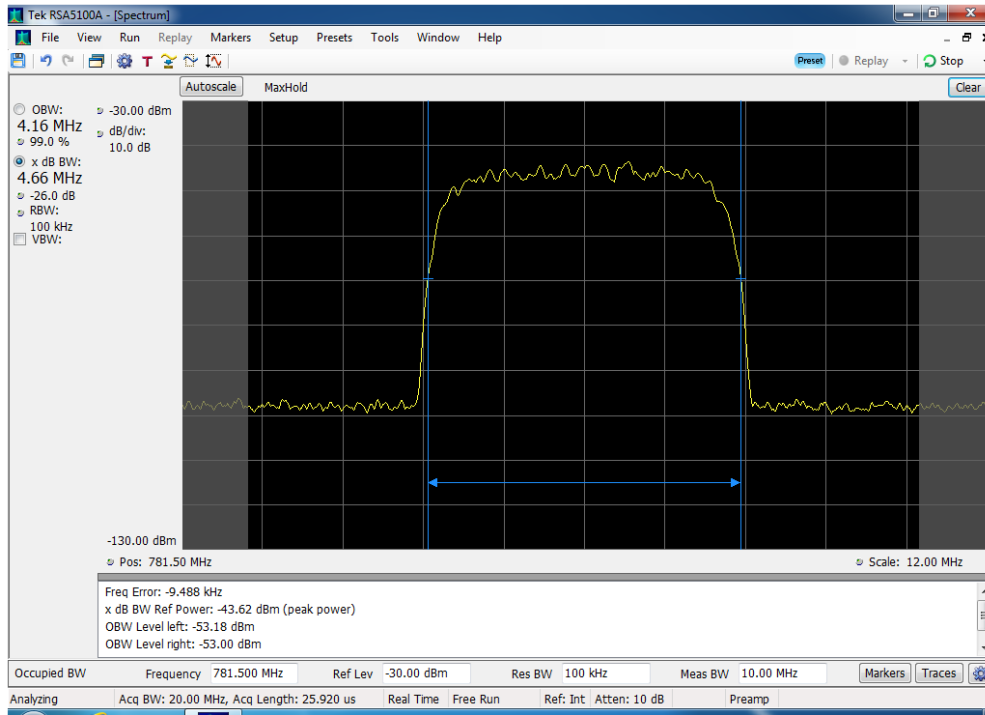 Tek RSA5100A - [Spectrum]
File View Run Replay Markers Setup Presets Tools Window Help
T Preset Replay Stop
Autoscale MaxHold Clear
OBW:
4.16 MHz
99.0 %
x dB BW:
4.66 MHz
-26.0 dB
RBW:
100 kHz
VBW:
-30.00 dBm
dB/div:
10.0 dB
-130.00 dBm
Pos: 781.50 MHz Scale: 12.00 MHz
Freq Error: -9.488 kHz
x dB BW Ref Power: -43.62 dBm (peak power)
OBW Level left: -53.18 dBm
OBW Level right: -53.00 dBm
Occupied BW Frequency 781.500 MHz Ref Lev -30.00 dBm Res BW 100 kHz Meas BW 10.00 MHz Markers Traces
Analyzing Acq BW: 20.00 MHz, Acq Length: 25.920 us Real Time Free Run Ref: Int Atten: 10 dB Preamp